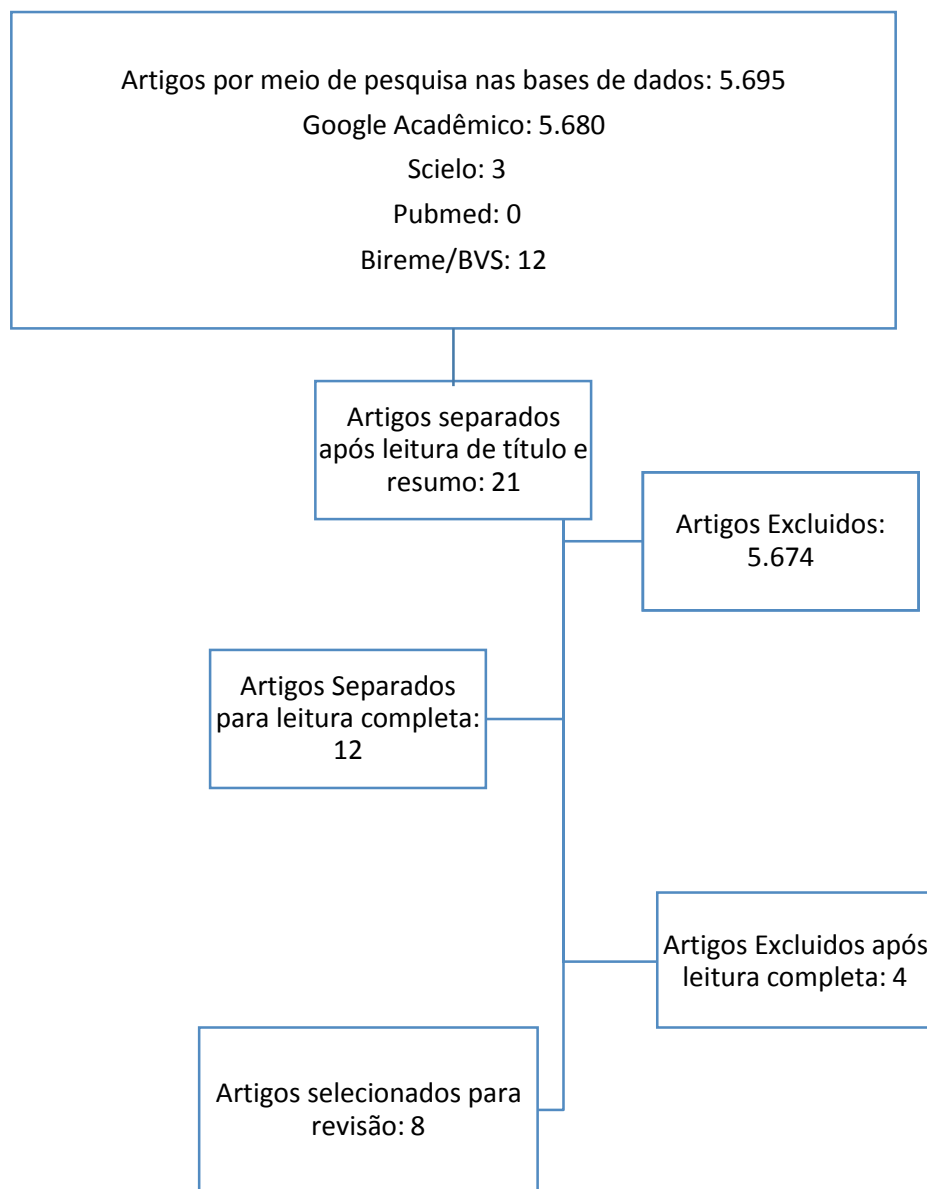 Artigos por meio de pesquisa nas bases de dados: 5.695
Google Acadêmico: 5.680
Scielo: 3
Pubmed: 0
Bireme/BVS: 12
Artigos separados
após leitura de título e
resumo: 21
Artigos Excluidos:
5.674
Artigos Separados
para leitura completa:
12
Artigos Excluidos após
leitura completa: 4
Artigos selecionados para
revisão: 8